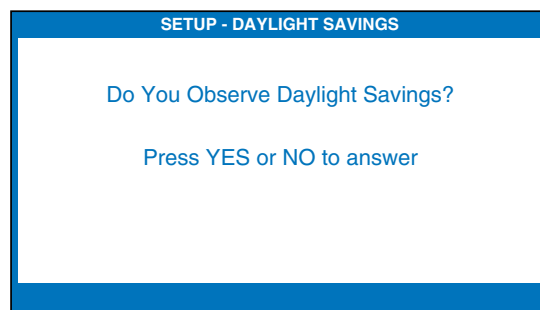 SETUP - DAYLIGHT SAVINGS
Do You Observe Daylight Savings?
Press YES or NO to answer